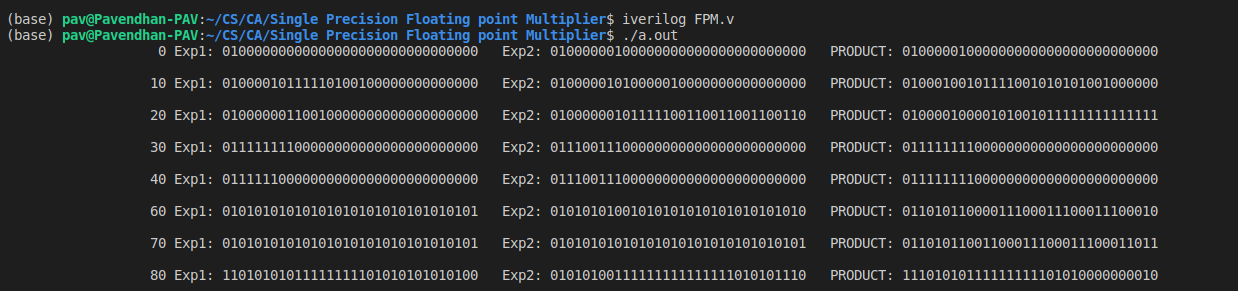 (base) pav@Pavendhan-PAV:~/CS/CA/Single Precision Floating point Multiplier$ iverilog FPM.v
(base) pav@Pavendhan-PAV:~/CS/CA/Single Precision Floating point Multiplier$ ./a.out
0 Exp1: 01000000000000000000000000000000 Exp2: 01000000100000000000000000000000 PRODUCT: 01000001000000000000000000000000
10 Exp1: 01000010111110100100000000000000 Exp2: 01000001010000010000000000000000 PRODUCT: 01000100101111001010101001000000
20 Exp1: 01000000110010000000000000000000 Exp2: 01000000101111100110011001100110 PRODUCT: 01000010000101001011111111111111
30 Exp1: 01111111100000000000000000000000 Exp2: 01110011100000000000000000000000 PRODUCT: 01111111100000000000000000000000
40 Exp1: 01111111000000000000000000000000 Exp2: 01110011100000000000000000000000 PRODUCT: 01111111100000000000000000000000
60 Exp1: 01010101010101010101010101010101 Exp2: 01010101001010101010101010101010 PRODUCT: 01101011000011100011100011100010
70 Exp1: 01010101010101010101010101010101 Exp2: 01010101010101010101010101010101 PRODUCT: 01101011001100011100011100011011
80 Exp1: 11010101011111111101010101010100 Exp2: 01010100111111111111111010101110 PRODUCT: 11101010111111111101010000000010